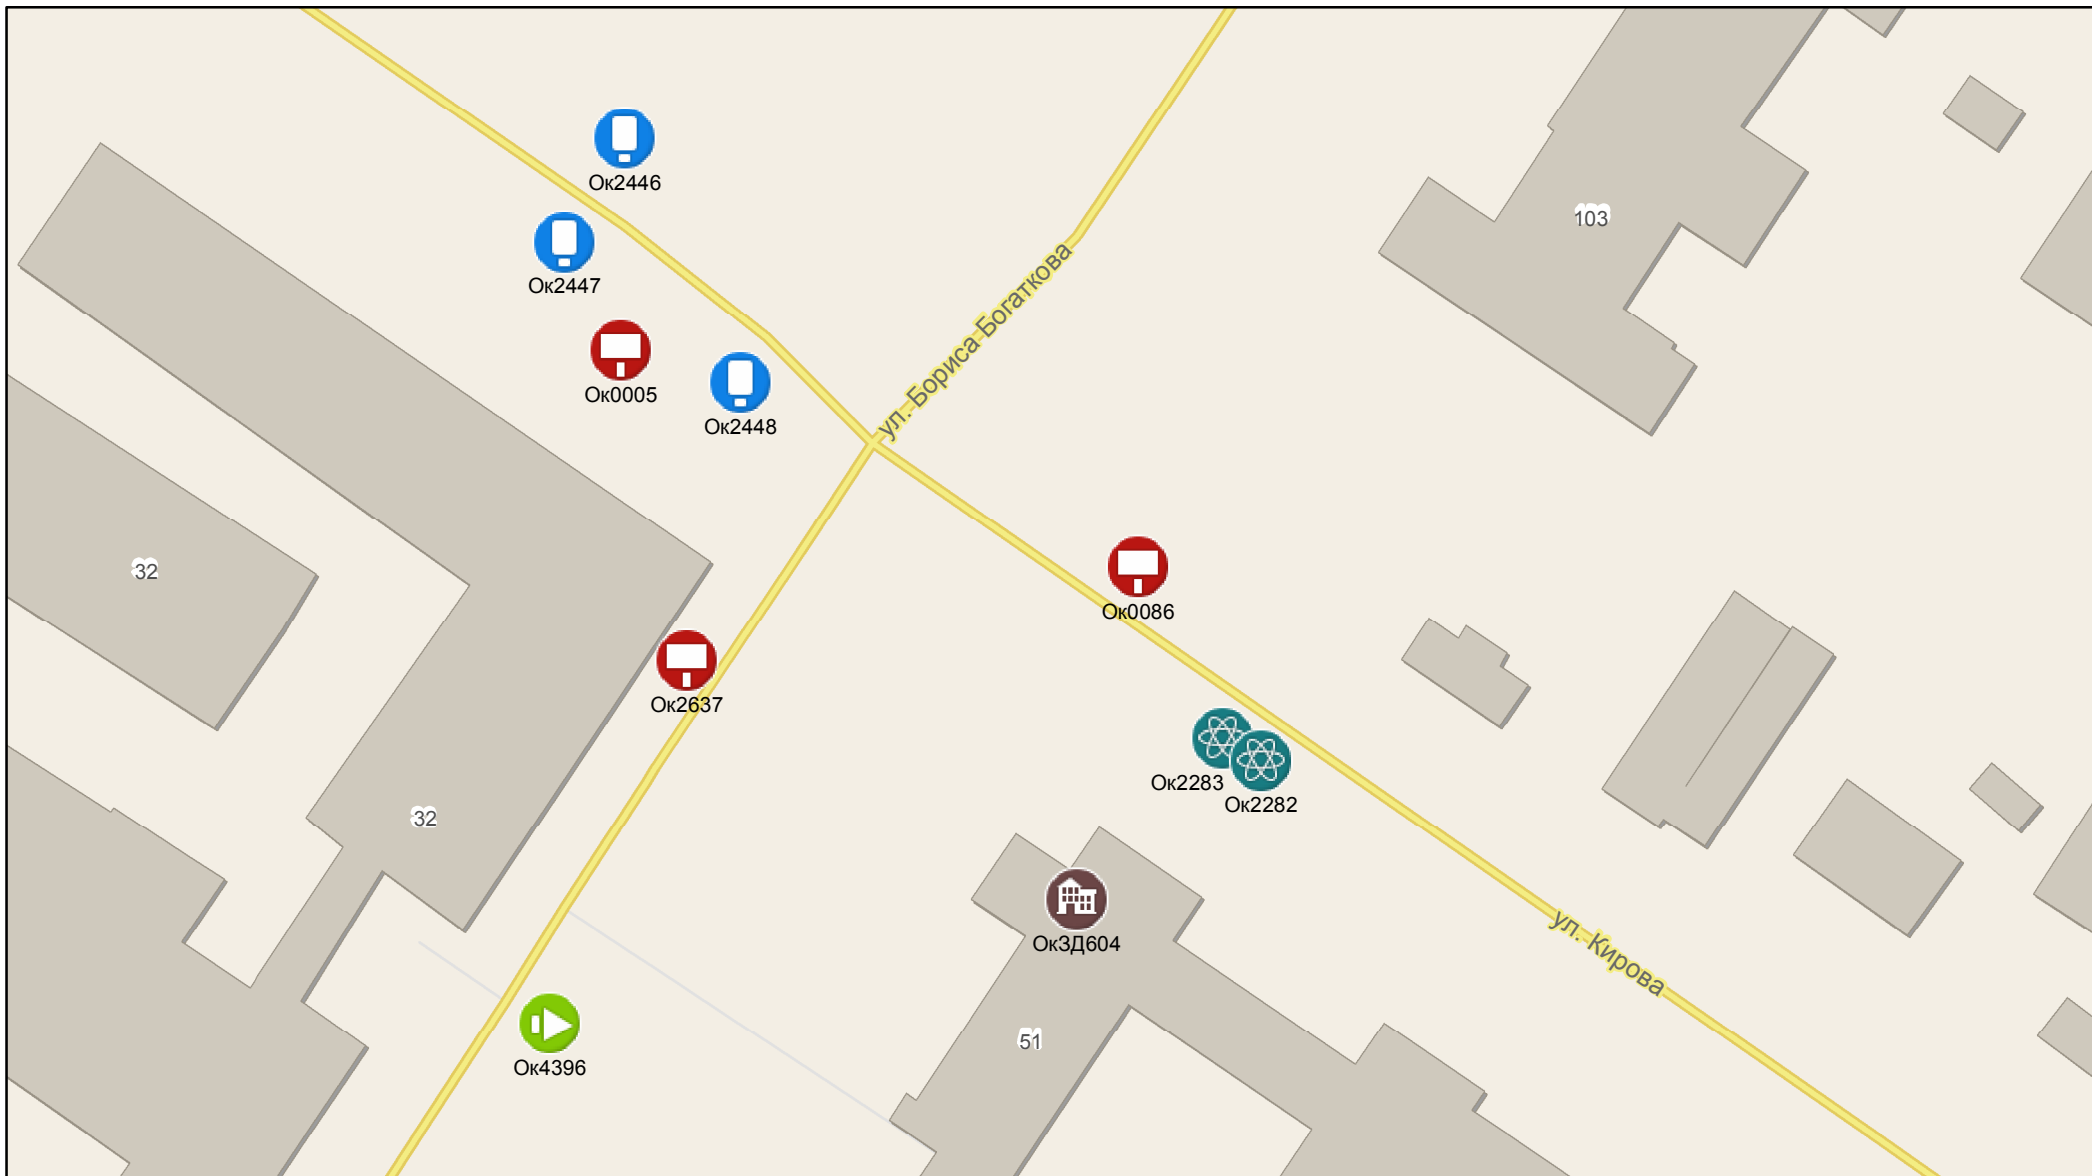 Ок2446
103
Ок2447
ул. Бориса Богаткова
Ок0005
Ок2448
32
Ок0086
Ок2637
Ок2283
Ок2282
32
ОкЗД604
ул. Кирова
51
Ок4396